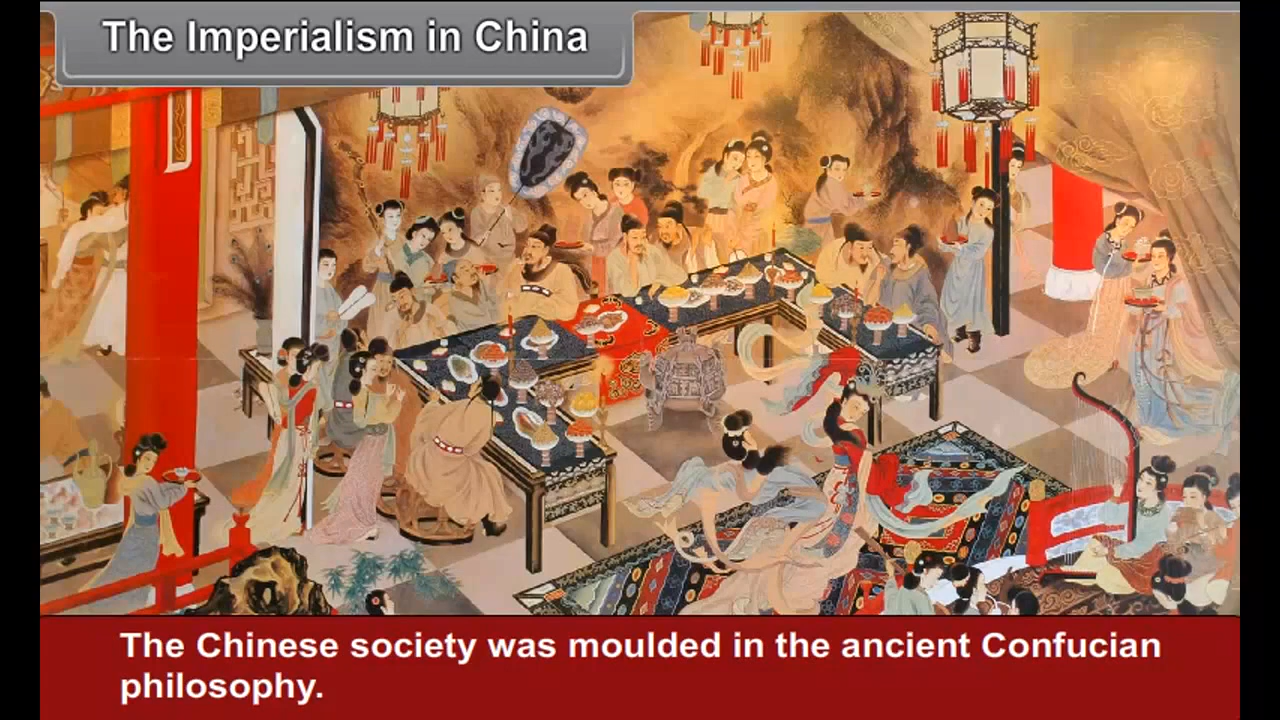 The Imperialism in China
The Chinese society was moulded in the ancient Confucian
philosophy.